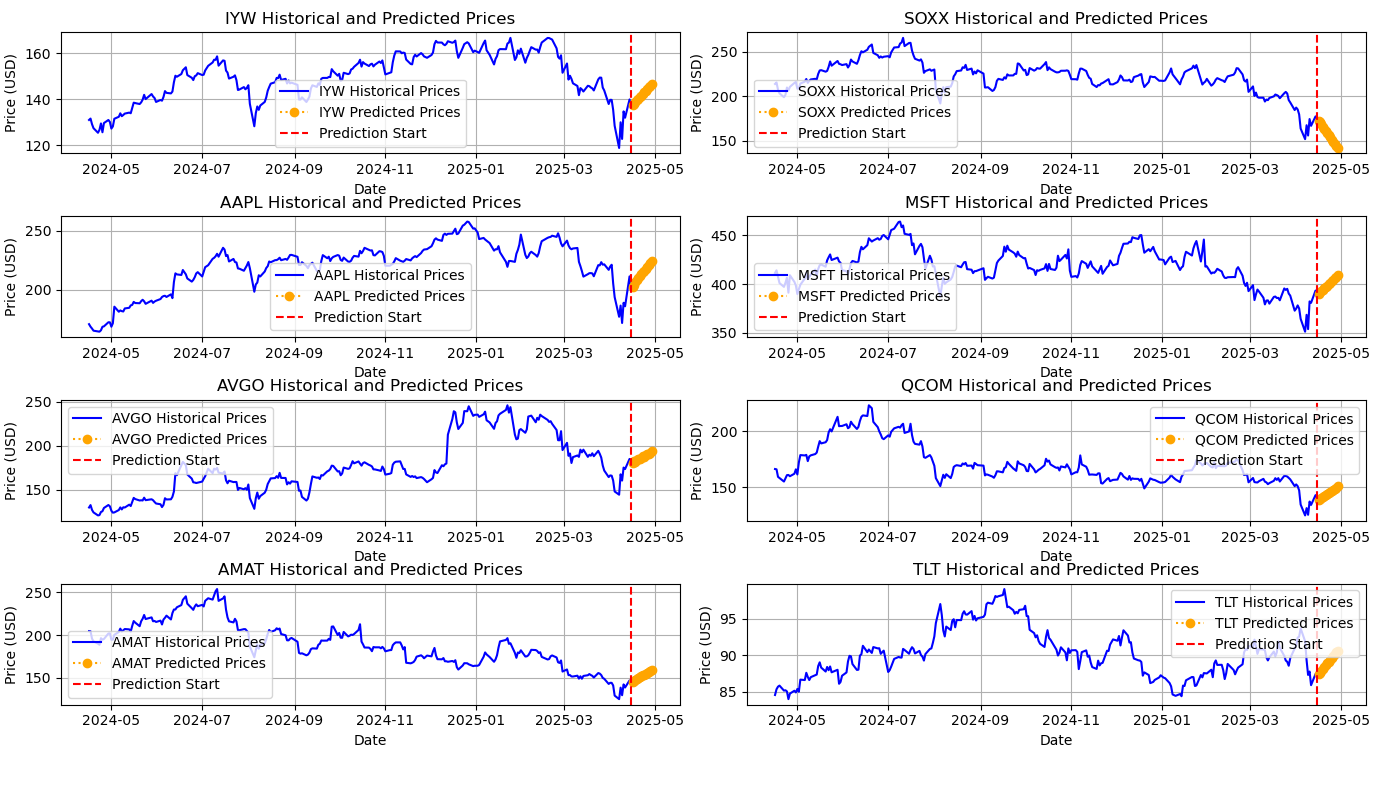 IYW Historical and Predicted Prices
Price (USD)
160
140
120
IYW Historical Prices
IYW Predicted Prices
Prediction Start
2024-05 2024-07 2024-09 2024-11 2025-01 2025-03 2025-05
Date
SOXX Historical and Predicted Prices
Price (USD)
250
200
150
SOXX Historical Prices
SOXX Predicted Prices
Prediction Start
2024-05 2024-07 2024-09 2024-11 2025-01 2025-03 2025-05
Date
AAPL Historical and Predicted Prices
Price (USD)
250
200
AAPL Historical Prices
AAPL Predicted Prices
Prediction Start
2024-05 2024-07 2024-09 2024-11 2025-01 2025-03 2025-05
Date
MSFT Historical and Predicted Prices
Price (USD)
450
400
350
MSFT Historical Prices
MSFT Predicted Prices
Prediction Start
2024-05 2024-07 2024-09 2024-11 2025-01 2025-03 2025-05
Date
AVGO Historical and Predicted Prices
Price (USD)
250
200
150
AVGO Historical Prices
AVGO Predicted Prices
Prediction Start
2024-05 2024-07 2024-09 2024-11 2025-01 2025-03 2025-05
Date
QCOM Historical and Predicted Prices
Price (USD)
200
150
QCOM Historical Prices
QCOM Predicted Prices
Prediction Start
2024-05 2024-07 2024-09 2024-11 2025-01 2025-03 2025-05
Date
AMAT Historical and Predicted Prices
Price (USD)
250
200
150
AMAT Historical Prices
AMAT Predicted Prices
Prediction Start
2024-05 2024-07 2024-09 2024-11 2025-01 2025-03 2025-05
Date
TLT Historical and Predicted Prices
Price (USD)
95
90
85
TLT Historical Prices
TLT Predicted Prices
Prediction Start
2024-05 2024-07 2024-09 2024-11 2025-01 2025-03 2025-05
Date